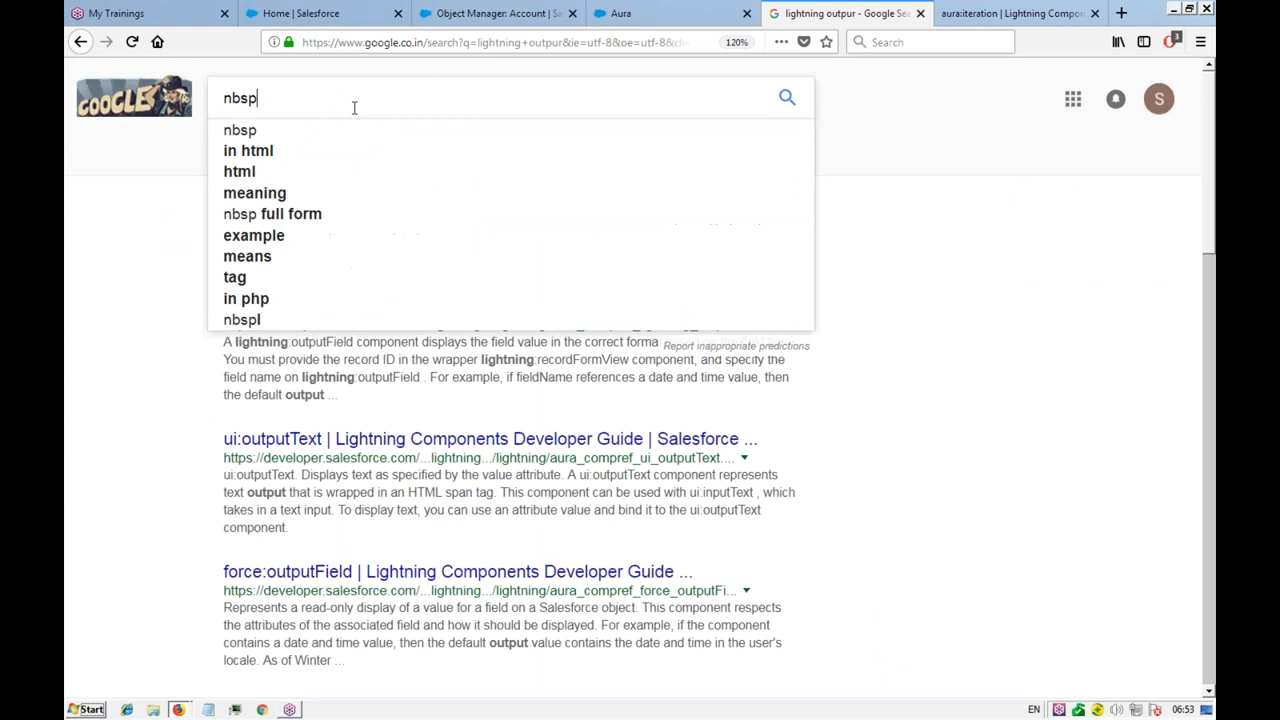 My Trainings
Home | Salesforce
Object Manager: Account | Sa
Aura
lightning outpur - Google Sea
aura:iteration | Lightning Compon
https://www.google.co.in/search?q=lightning+outpur&ie=utf-8&oe=utf-8&cli
120%
Search
3
GOOGLE
nbsp
S
nbsp
in html
html
meaning
nbsp full form
example
means
tag
in php
nbspl
A lightning:outputField component displays the field value in the correct forma
Report inappropriate predictions
You must provide the record ID in the wrapper lightning:recordFormView component, and specify the
field name on lightning:outputField . For example, if fieldName references a date and time value, then
the default output ...
ui:outputText | Lightning Components Developer Guide | Salesforce ...
https://developer.salesforce.com/...lightning.../lightning/aura_compref_ui_outputText....
ui:outputText. Displays text as specified by the value attribute. A ui:outputText component represents
text output that is wrapped in an HTML span tag. This component can be used with ui:inputText , which
takes in a text input. To display text, you can use an attribute value and bind it to the ui:outputText
component.
force:outputField | Lightning Components Developer Guide ...
https://developer.salesforce.com/...lightning.../lightning/aura_compref_force_outputFi...
Represents a read-only display of a value for a field on a Salesforce object. This component respects
the attributes of the associated field and how it should be displayed. For example, if the component
contains a date and time value, then the default output value contains the date and time in the user's
locale. As of Winter ...
Start
EN
06:53